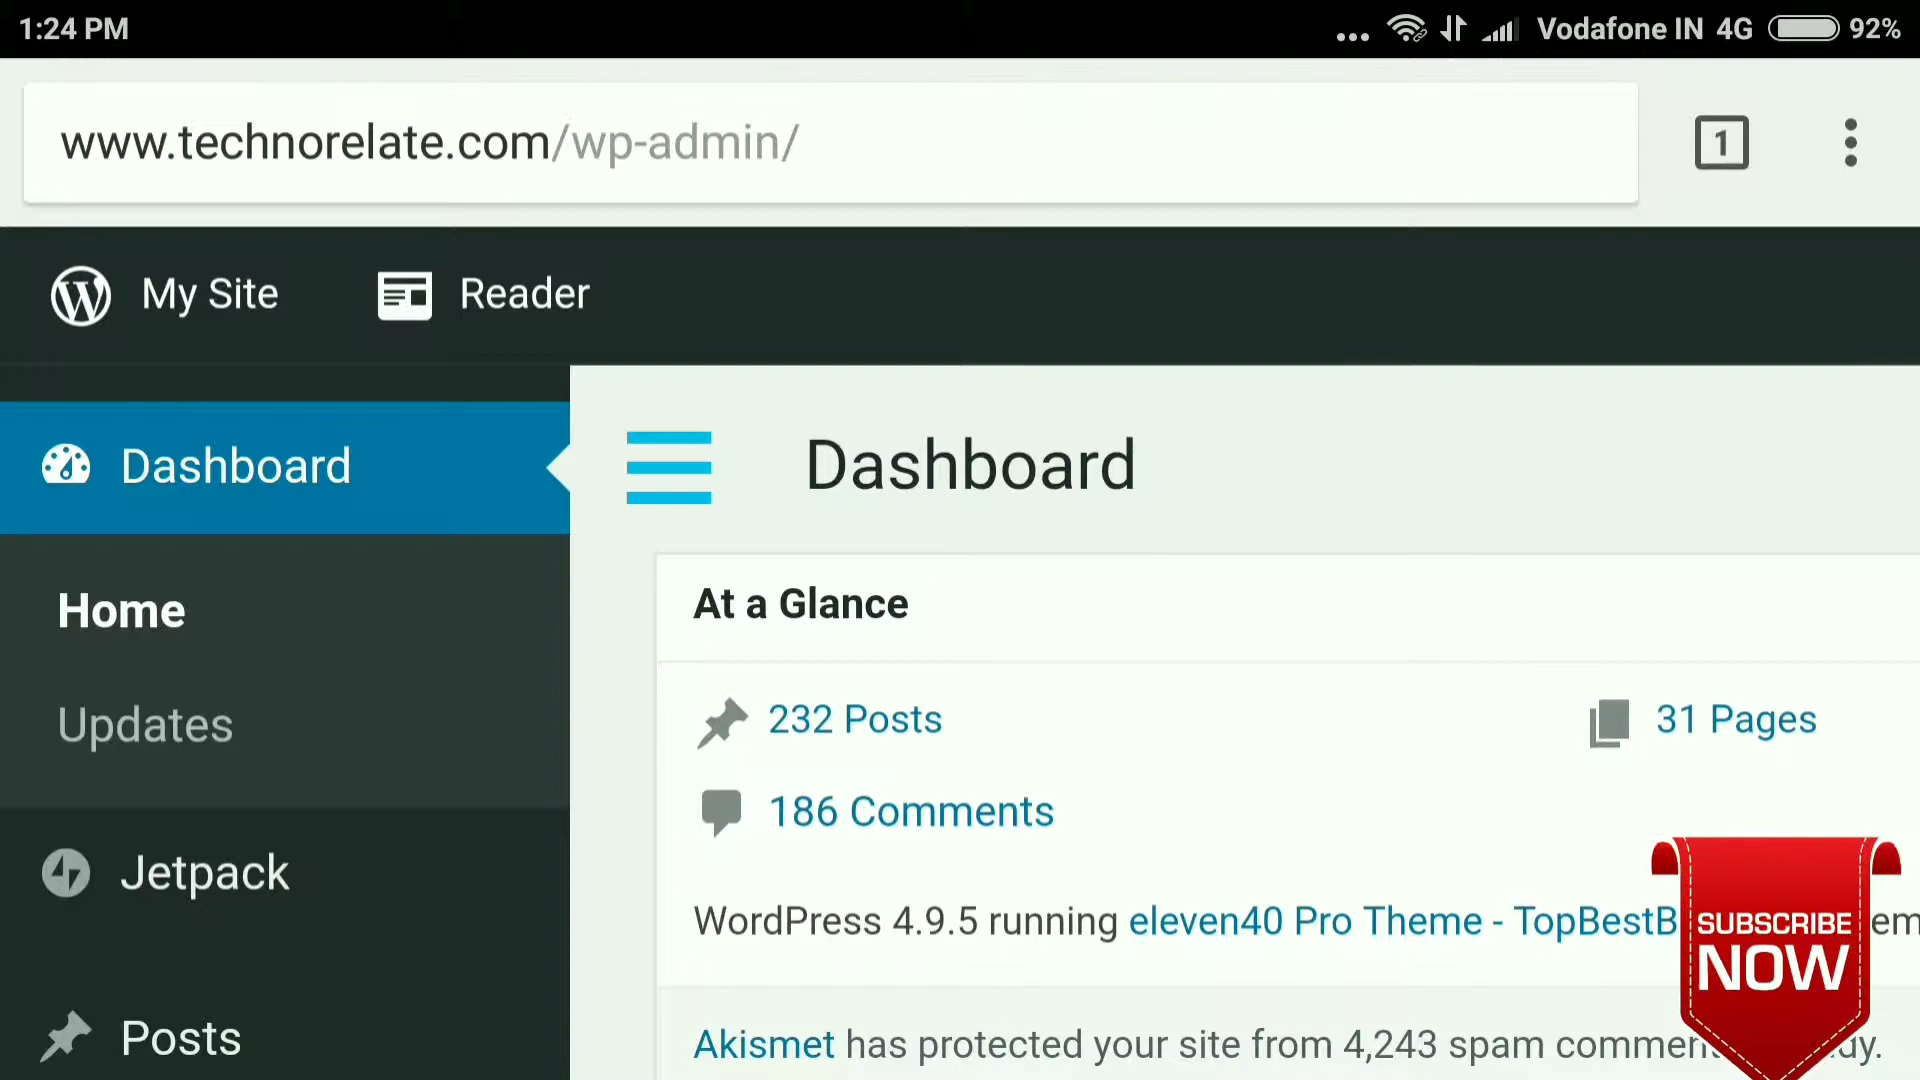 1:24 PM
Vodafone IN 4G 92%
www.technorelate.com/wp-admin/
1
My Site
Reader
Dashboard
Dashboard
Home
Updates
At a Glance
232 Posts
31 Pages
186 Comments
Jetpack
WordPress 4.9.5 running eleven40 Pro Theme -
SUBSCRIBE
NOW
Akismet has protected your site from 4,243 spam
Posts